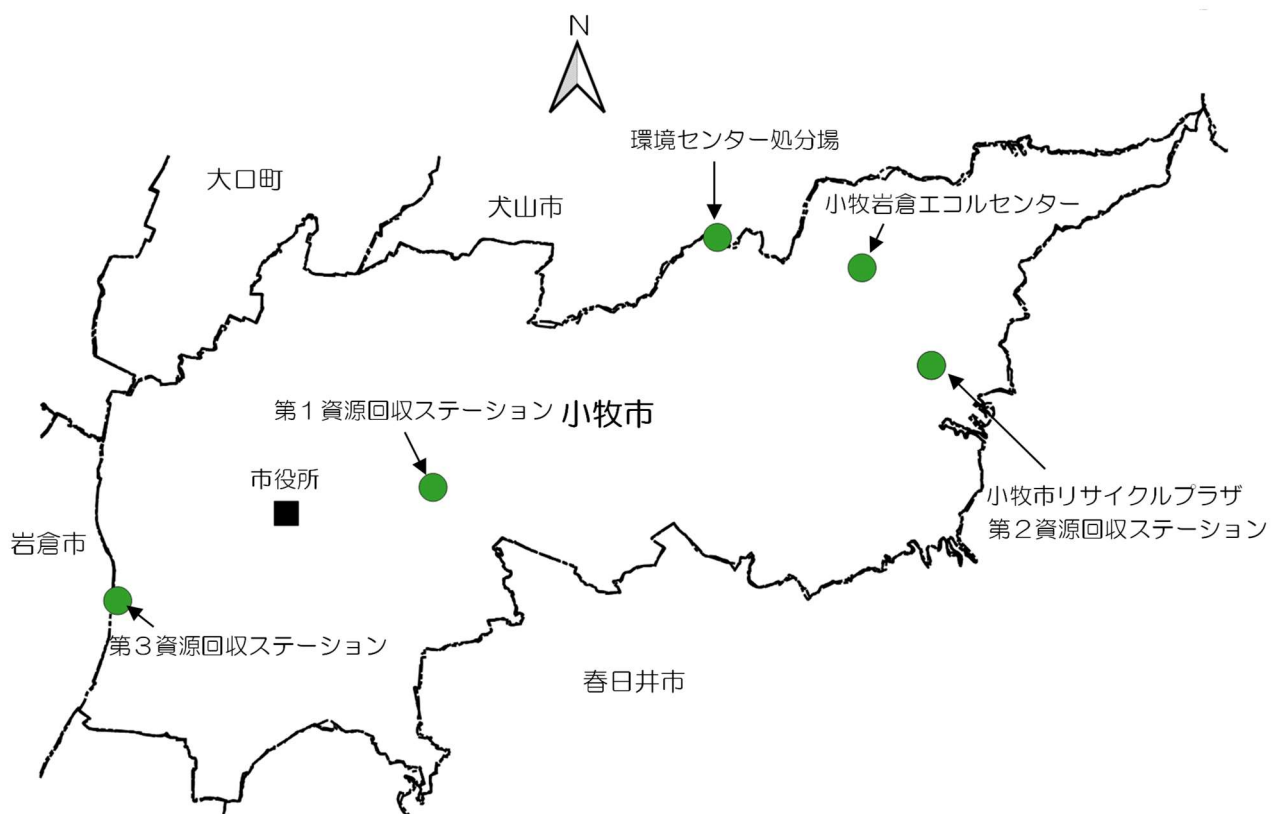 N
環境センター処分場
大口町
犬山市
小牧岩倉エコルセンター
第1資源回収ステーション
小牧市
市役所
小牧市リサイクルプラザ
第2資源回収ステーション
岩倉市
第3資源回収ステーション
春日井市